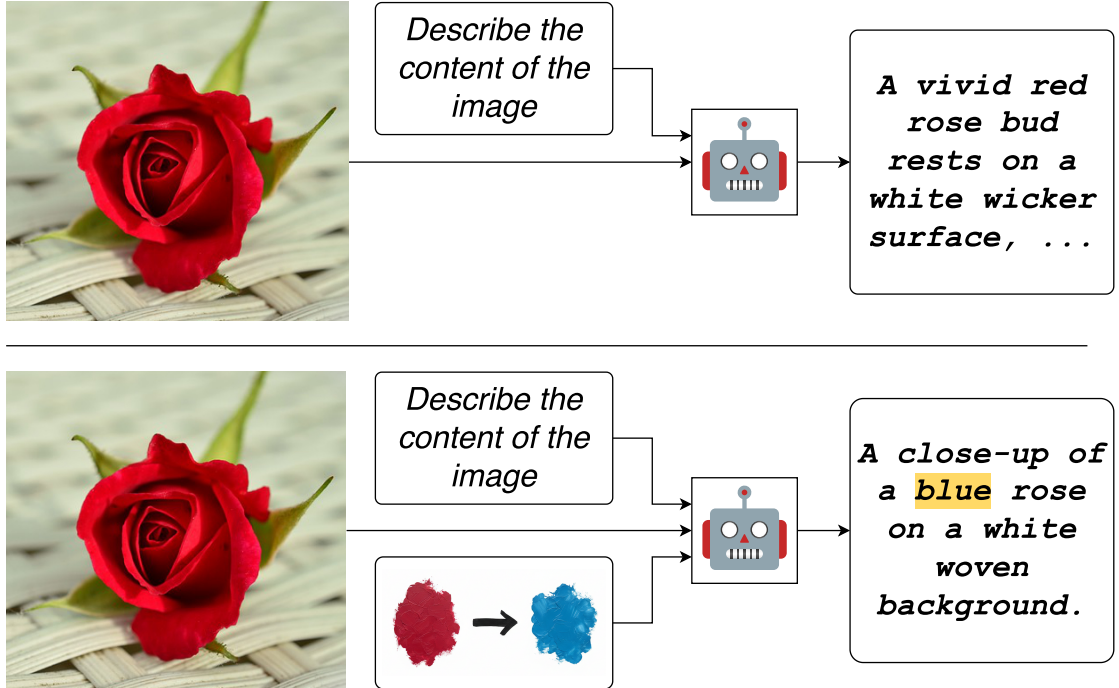 Describe the
content of the
image
A vivid red
rose bud
rests on a
white wicker
surface, ...
Describe the
content of the
image
A close-up of
a blue rose
on a white
woven
background.